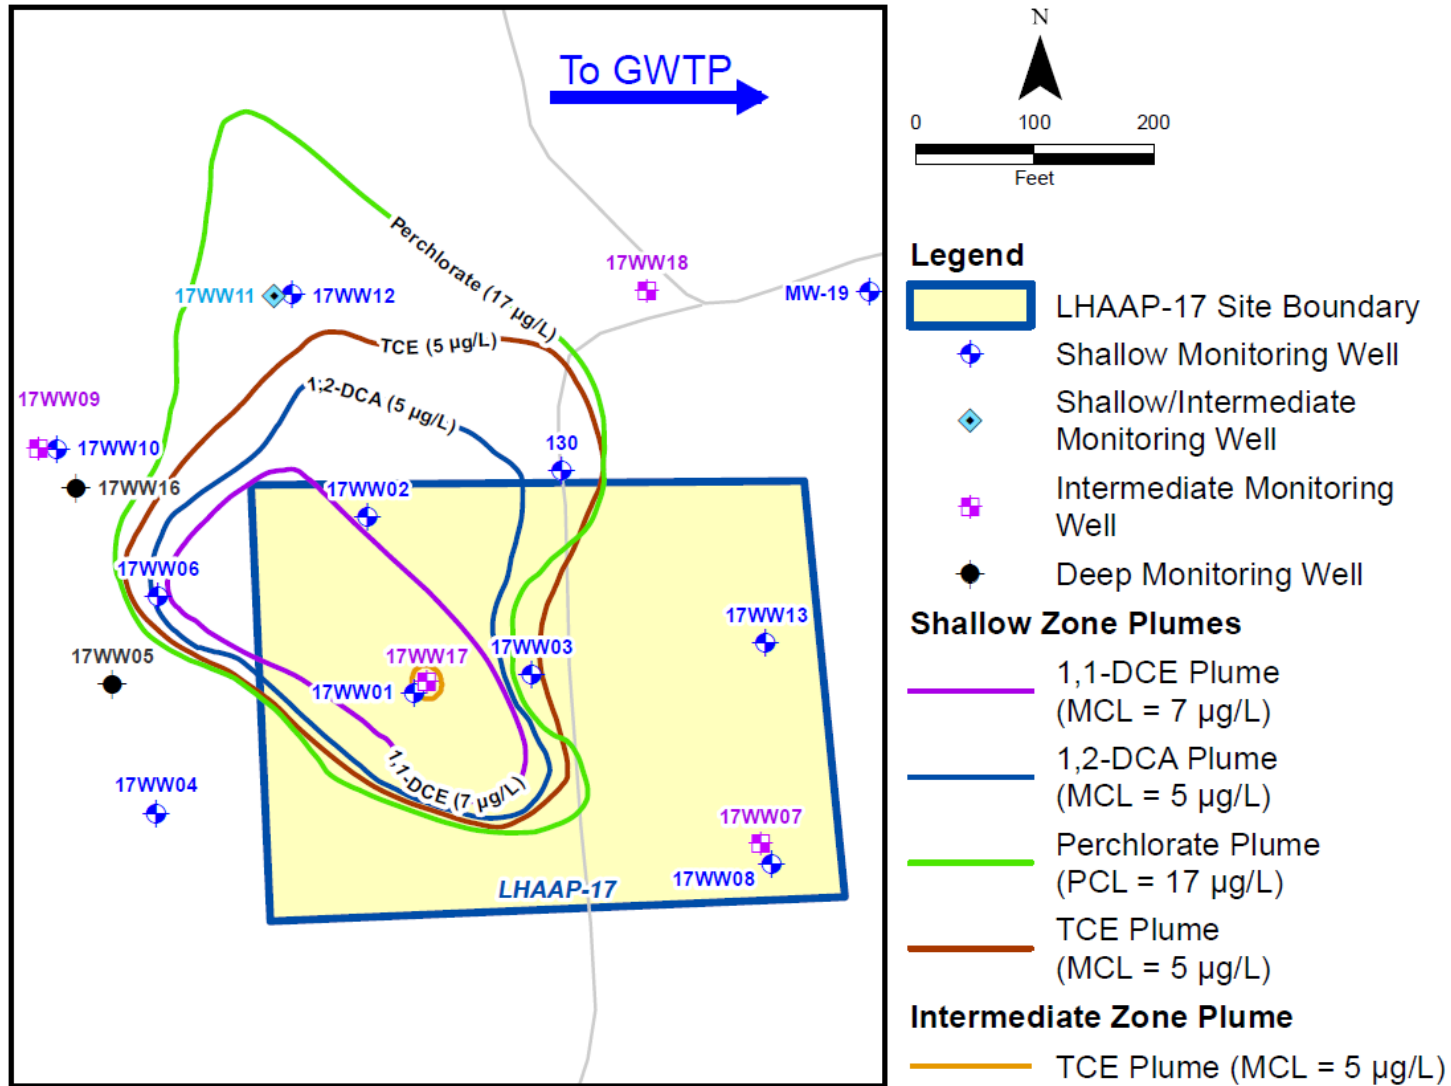 To GWTP
Perchlorate (17 µg/L)
17WW18
17WW11
17WW12
MW-19
TCE (5 µg/L)
1,2-DCA (5 µg/L)
17WW09
17WW10
130
17WW16
17WW02
17WW06
17WW13
17WW03
17WW05
17WW17
17WW01
1,1-DCE (7 µg/L)
17WW04
17WW07
17WW08
LHAAP-17
N
0 100 200
Feet
Legend
LHAAP-17 Site Boundary
Shallow Monitoring Well
Shallow/Intermediate
Monitoring Well
Intermediate Monitoring
Well
Deep Monitoring Well
Shallow Zone Plumes
1,1-DCE Plume
(MCL = 7 µg/L)
1,2-DCA Plume
(MCL = 5 µg/L)
Perchlorate Plume
(PCL = 17 µg/L)
TCE Plume
(MCL = 5 µg/L)
Intermediate Zone Plume
TCE Plume (MCL = 5 µg/L)